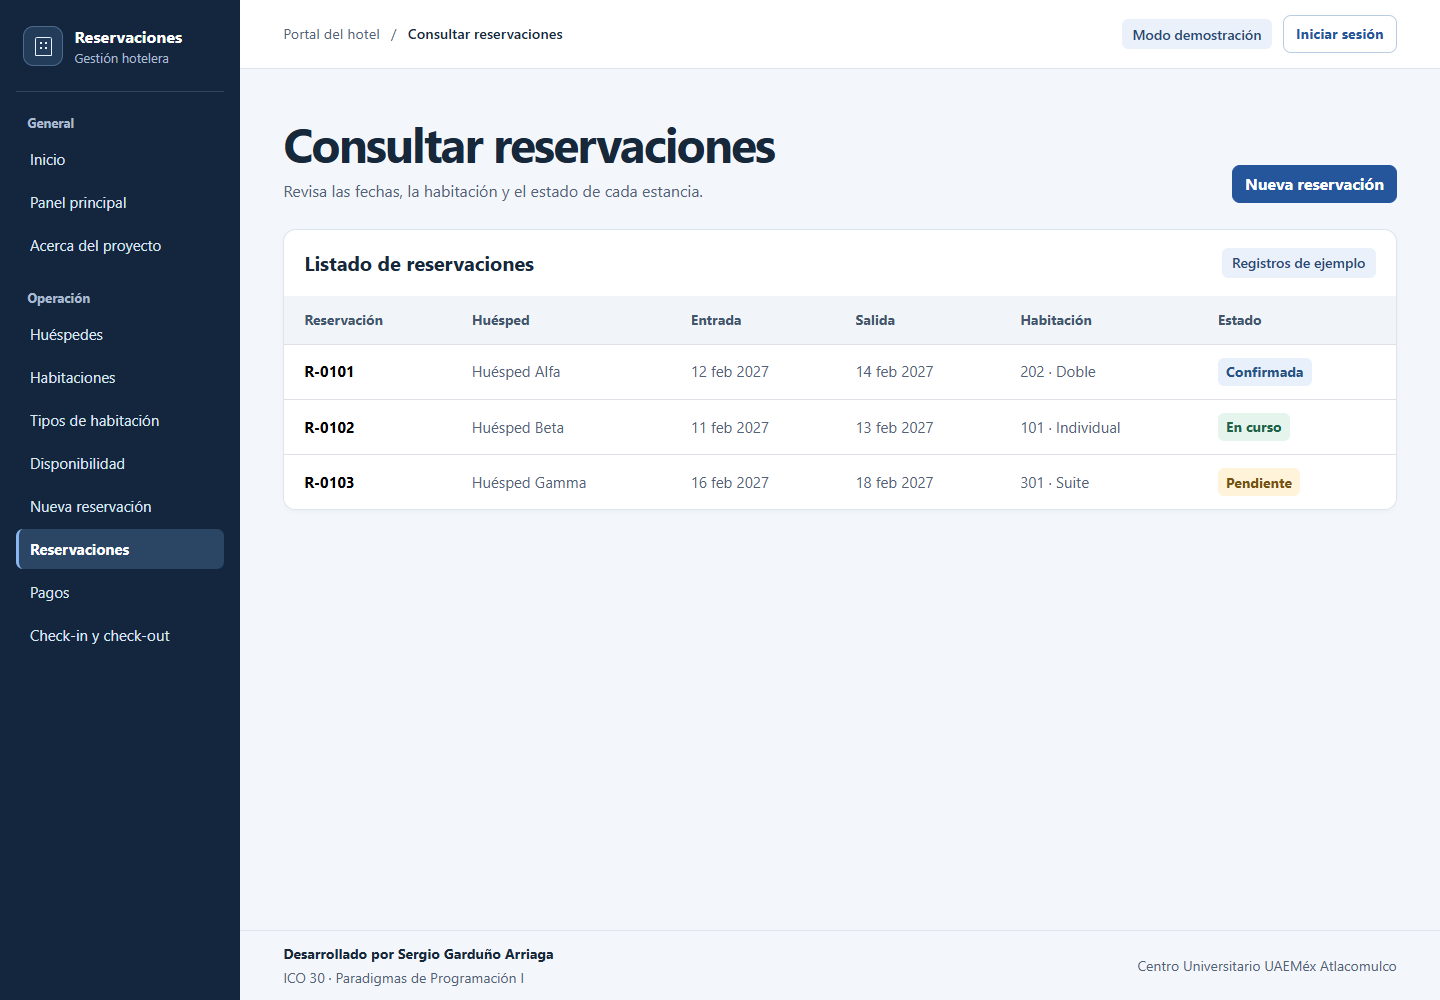 Reservaciones
Gestión hotelera
General
Inicio
Panel principal
Acerca del proyecto
Operación
Huéspedes
Habitaciones
Tipos de habitación
Disponibilidad
Nueva reservación
Reservaciones
Pagos
Check-in y check-out
Portal del hotel / Consultar reservaciones
Modo demostración
Iniciar sesión
Consultar reservaciones
Revisa las fechas, la habitación y el estado de cada estancia.
Nueva reservación
Listado de reservaciones
Registros de ejemplo
Reservación Huésped Entrada Salida Habitación Estado
R-0101 Huésped Alfa 12 feb 2027 14 feb 2027 202 · Doble Confirmada
R-0102 Huésped Beta 11 feb 2027 13 feb 2027 101 · Individual En curso
R-0103 Huésped Gamma 16 feb 2027 18 feb 2027 301 · Suite Pendiente
Desarrollado por Sergio Garduño Arriaga
ICO 30 · Paradigmas de Programación I
Centro Universitario UAEMéx Atlacomulco